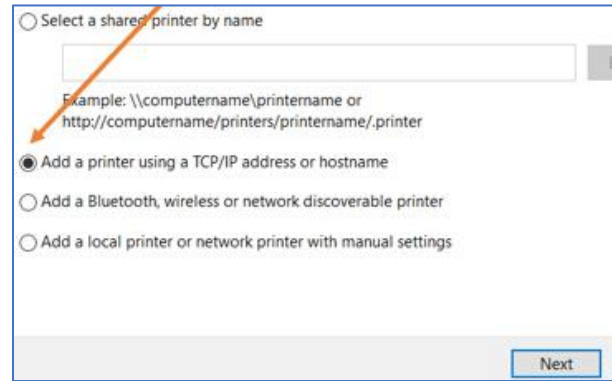 Select a shared printer by name
Example: \\computername\printername or
http://computername/printers/printername/.printer
Add a printer using a TCP/IP address or hostname
Add a Bluetooth, wireless or network discoverable printer
Add a local printer or network printer with manual settings
Next